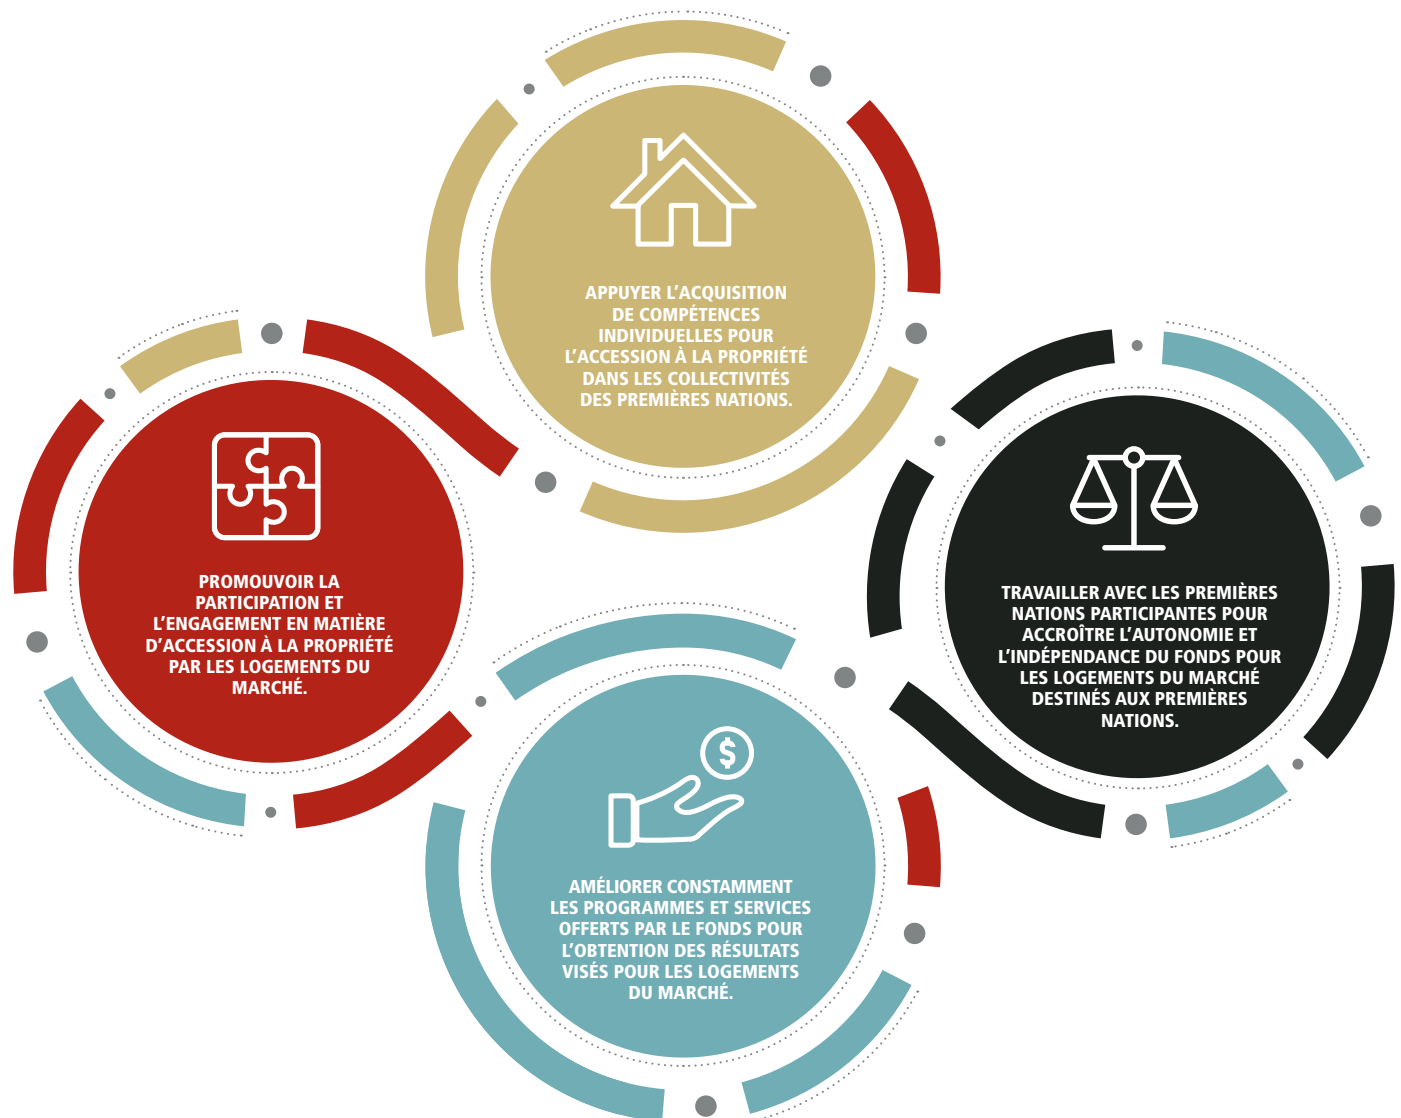 APPUYER L'ACQUISITION
DE COMPÉTENCES
INDIVIDUELLES POUR
L'ACCESSION À LA PROPRIÉTÉ
DANS LES COLLECTIVITÉS
DES PREMIÈRES NATIONS.
PROMOUVOIR LA
PARTICIPATION ET
L'ENGAGEMENT EN MATIÈRE
D'ACCESSION À LA PROPRIÉTÉ
PAR LES LOGEMENTS DU
MARCHÉ.
TRAVAILLER AVEC LES PREMIÈRES
NATIONS PARTICIPANTES POUR
ACCROÎTRE L'AUTONOMIE ET
L'INDÉPENDANCE DU FONDS POUR
LES LOGEMENTS DU MARCHÉ
DESTINÉS AUX PREMIÈRES
NATIONS.
$
AMÉLIORER CONSTAMMENT
LES PROGRAMMES ET SERVICES
OFFERTS PAR LE FONDS POUR
L'OBTENTION DES RÉSULTATS
VISÉS POUR LES LOGEMENTS
DU MARCHÉ.